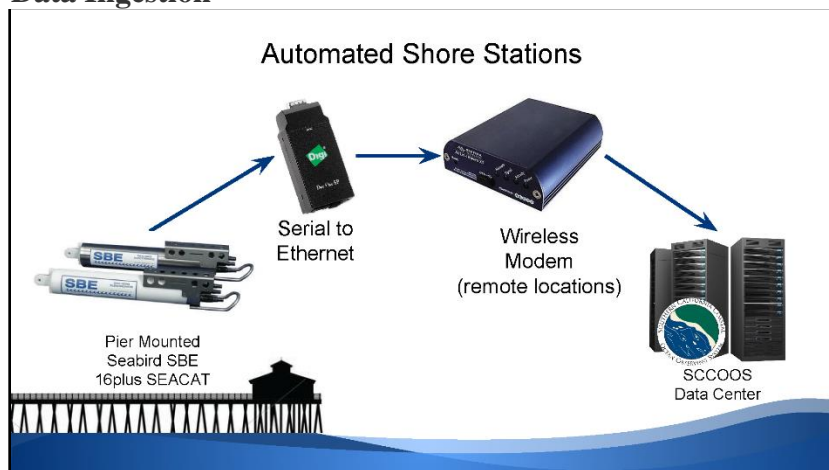 Data Ingestion
Automated Shore Stations
Digi
Serial to
Ethernet
Wireless
Modem
(remote locations)
SBE
SBE
Pier Mounted
Seabird SBE
16plus SEACAT
SCCOOS
Data Center